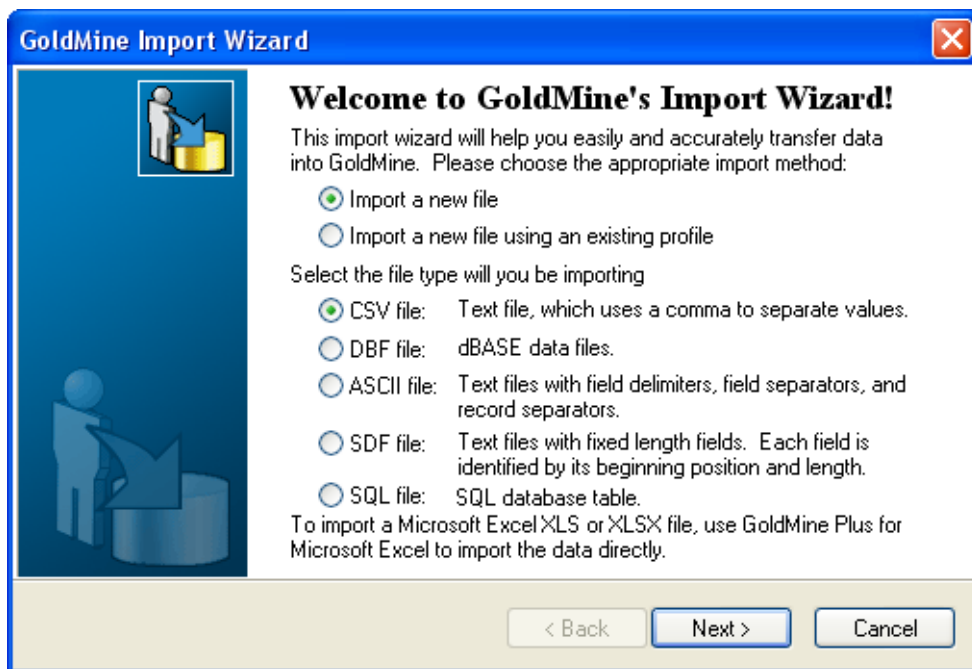 GoldMine Import Wizard
Welcome to GoldMine's Import Wizard!
This import wizard will help you easily and accurately transfer data
into GoldMine.  Please choose the appropriate import method:
Import a new file
Import a new file using an existing profile
Select the file type will you be importing
CSV file: Text file, which uses a comma to separate values.
DBF file: dBASE data files.
ASCII file: Text files with field delimiters, field separators, and
record separators.
SDF file: Text files with fixed length fields.  Each field is
identified by its beginning position and length.
SQL file: SQL database table.
To import a Microsoft Excel XLS or XLSX file, use GoldMine Plus for
Microsoft Excel to import the data directly.
< Back Next > Cancel